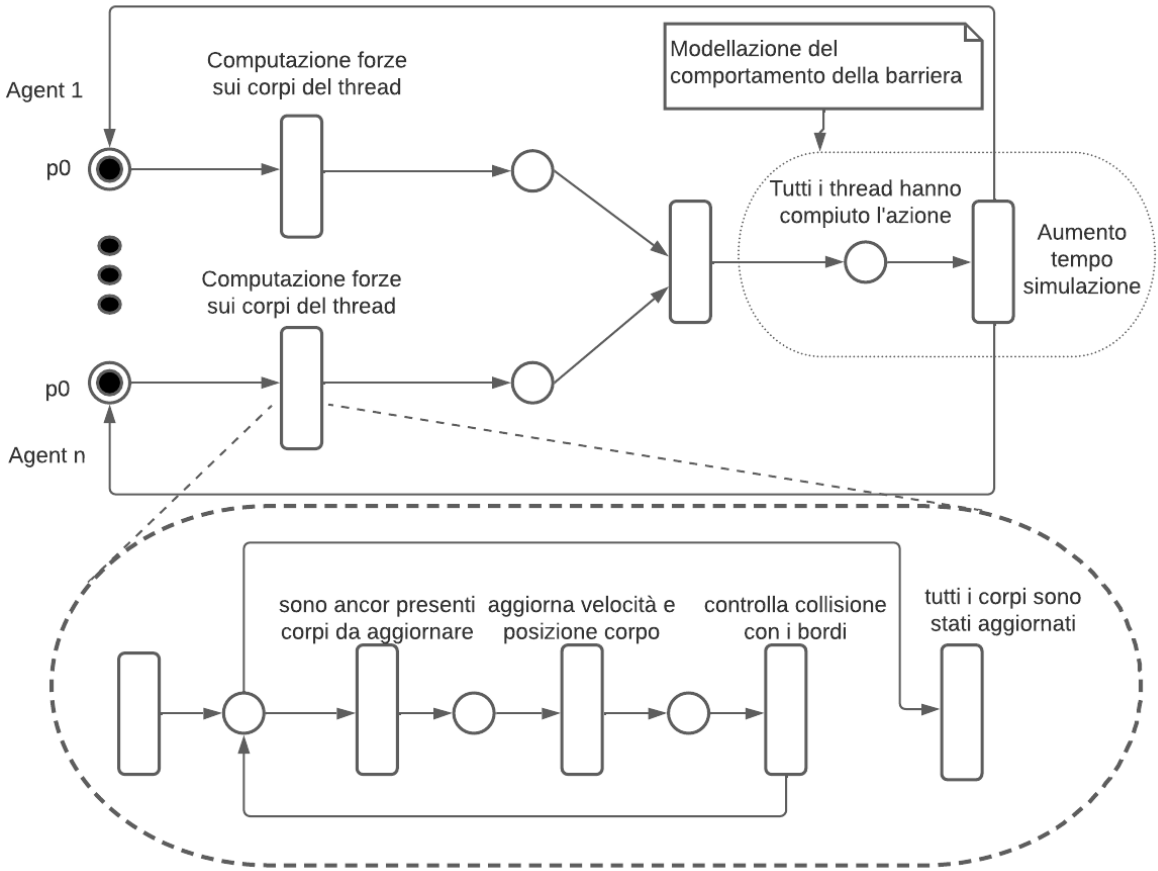 Computazione forze
sui corpi del thread
Agent 1
p0
Modellazione del
comportamento della barriera
Tutti i thread hanno
compiuto l'azione
Aumento
tempo
simulazione
Computazione forze
sui corpi del thread
p0
Agent n
sono ancor presenti
corpi da aggiornare
aggiorna velocità e
posizione corpo
controlla collisione
con i bordi
tutti i corpi sono
stati aggiornati